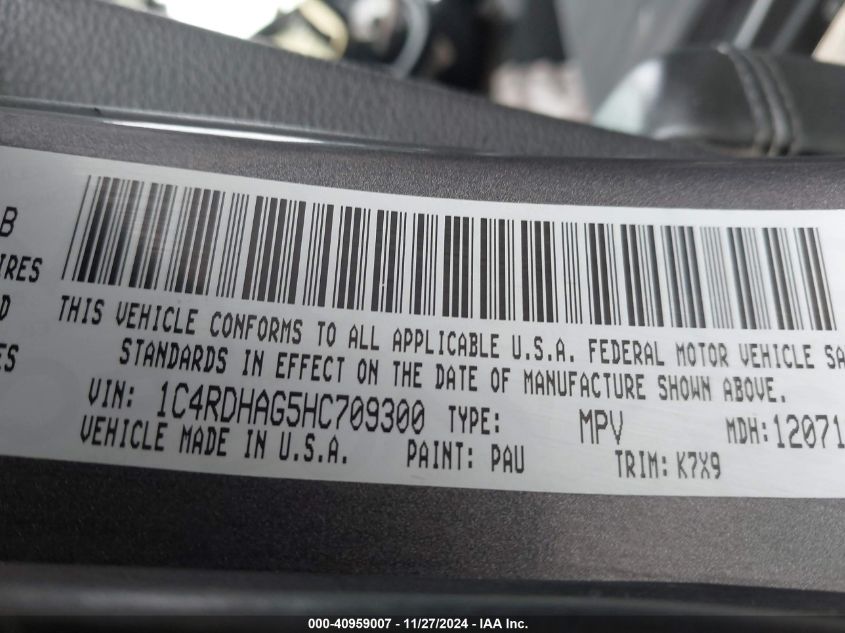 B
IRES
D
ES
THIS VEHICLE CONFORMS TO ALL APPLICABLE U.S.A. FEDERAL MOTOR VEHICLE SA
STANDARDS IN EFFECT ON THE DATE OF MANUFACTURE SHOWN ABOVE.
VIN: 1C4RDHAG5HC709300 TYPE: MPV MDH:12071
VEHICLE MADE IN U.S.A. PAINT: PAU TRIM: K7X9
000-40959007 - 11/27/2024 - IAA Inc.